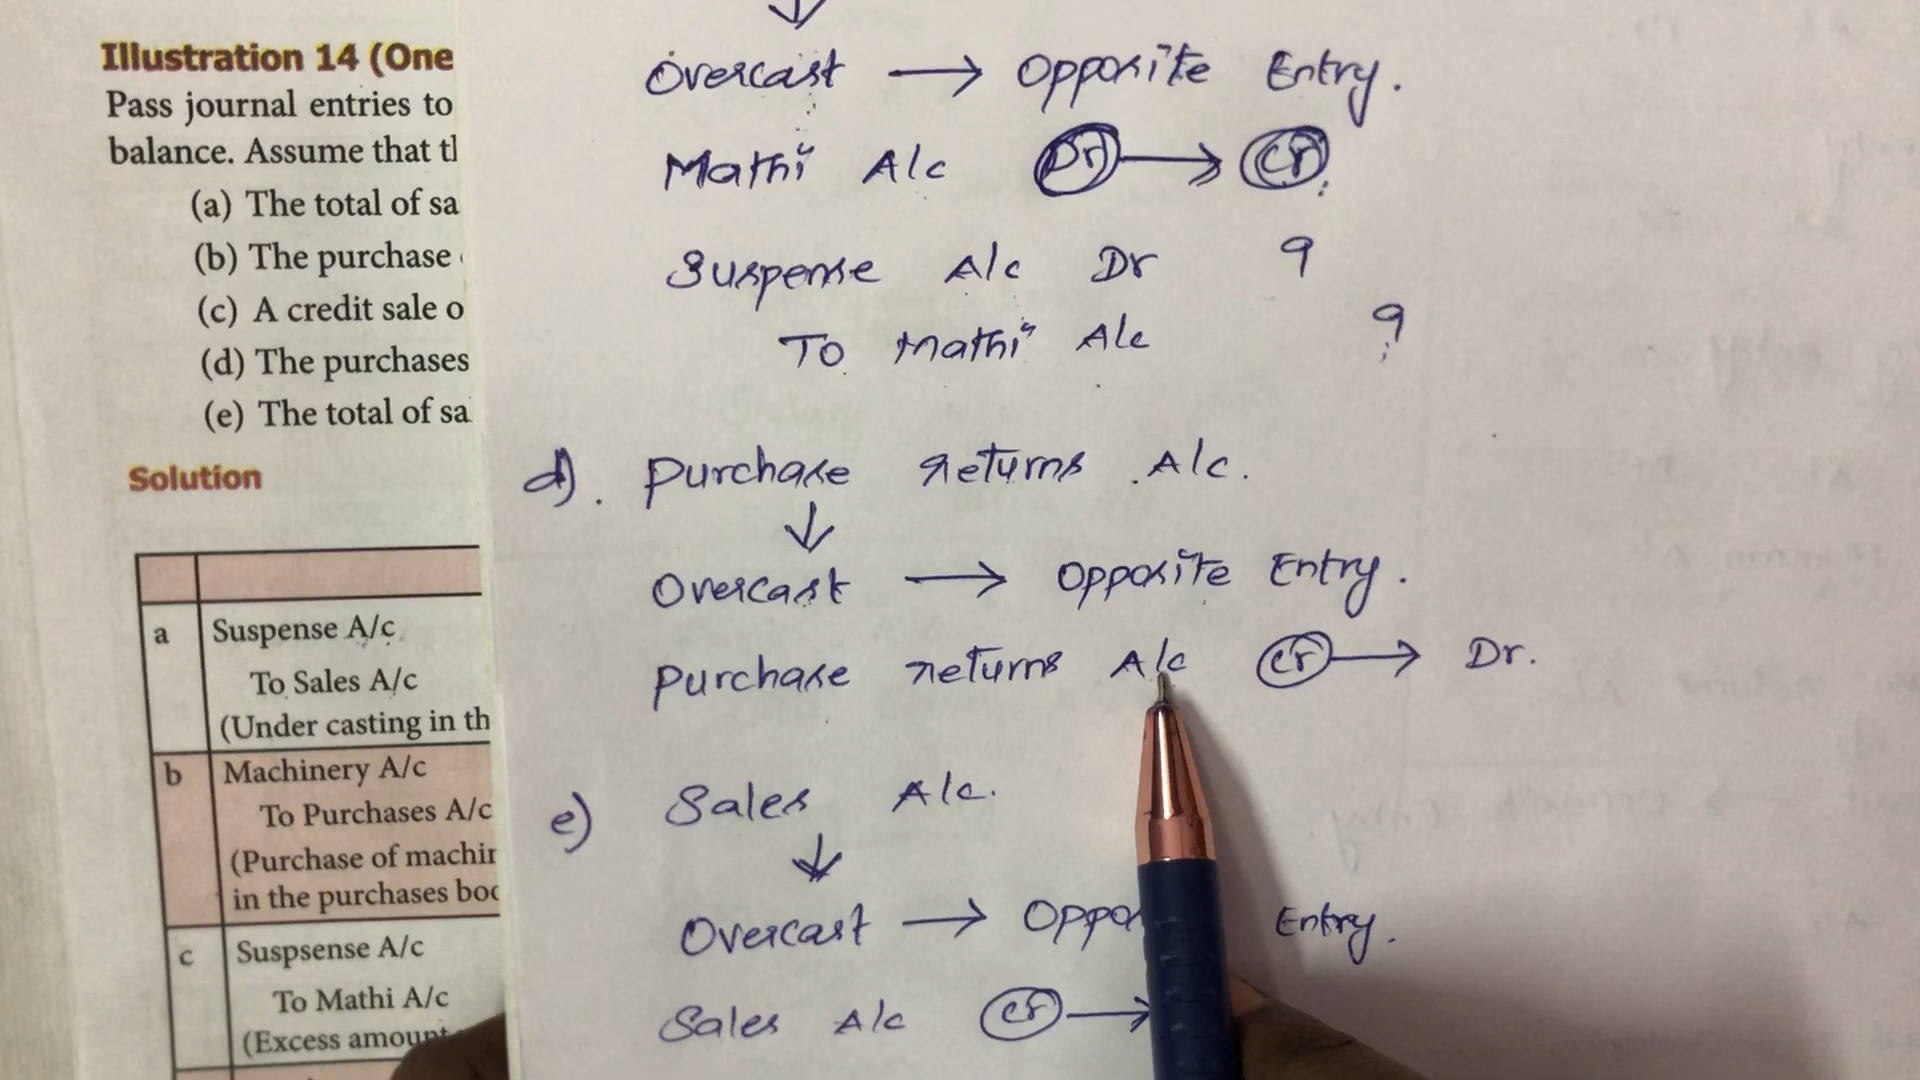 Illustration 14 (One
Pass journal entries to
balance. Assume that tl
(a) The total of sa
(b) The purchase
(c) A credit sale o
(d) The purchases
(e) The total of sa
Solution
a Suspense A/c
To Sales A/c
(Under casting in th
b Machinery A/c
To Purchases A/c
(Purchase of machin
in the purchases boo
c Suspsense A/c
To Mathi A/c
(Excess amount
Overcast → Opposite Entry.
Mathi A/c Dr → Cr
Suspense A/c Dr 9
To Mathi A/c 9
d). Purchase returns A/c.
Overcast → Opposite Entry.
Purchase returns A/c Cr → Dr.
e) Sales A/c.
Overcast → Oppo Entry.
Sales A/c Cr →